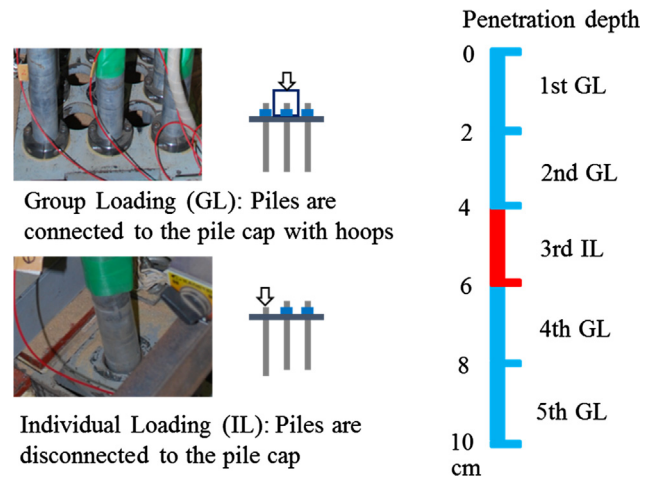 Penetration depth
0
1st GL
2
2nd GL
4
3rd IL
6
4th GL
8
5th GL
10
cm
Group Loading (GL): Piles are
connected to the pile cap with hoops
Individual Loading (IL): Piles are
disconnected to the pile cap